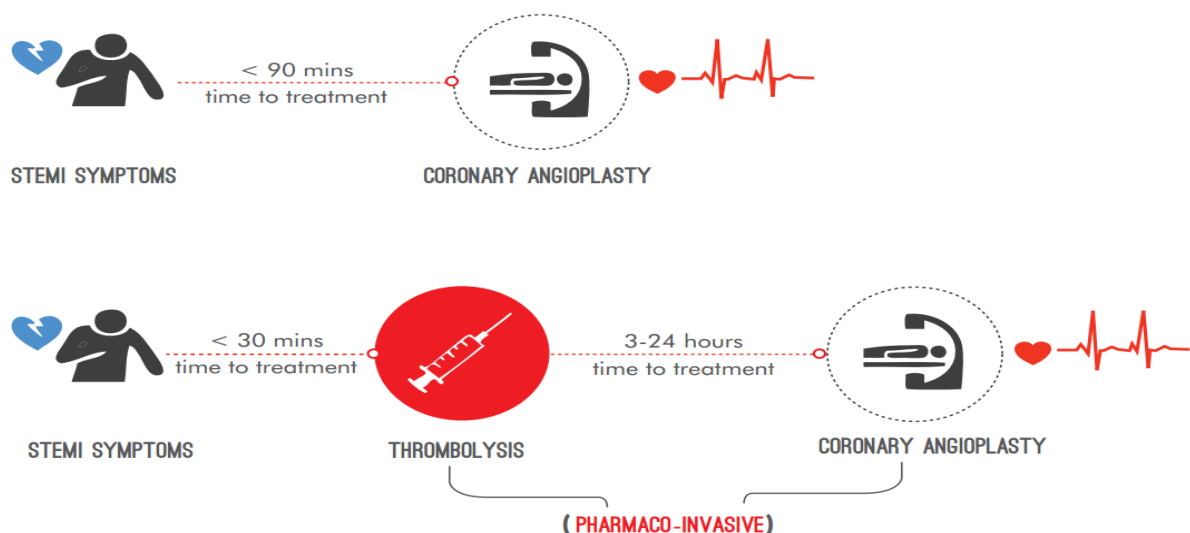 < 90 mins
time to treatment
STEMI SYMPTOMS
CORONARY ANGIOPLASTY
< 30 mins
time to treatment
3-24 hours
time to treatment
STEMI SYMPTOMS
THROMBOLYSIS
CORONARY ANGIOPLASTY
( PHARMACO-INVASIVE )